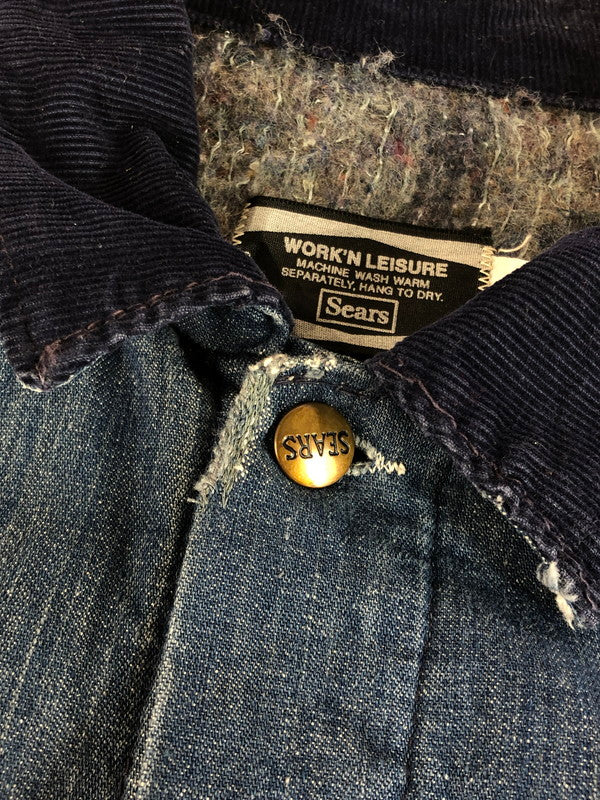 WORK'N LEISURE
MACHINE WASH WARM
SEPARATELY, HANG TO DRY.
Sears
SEARS